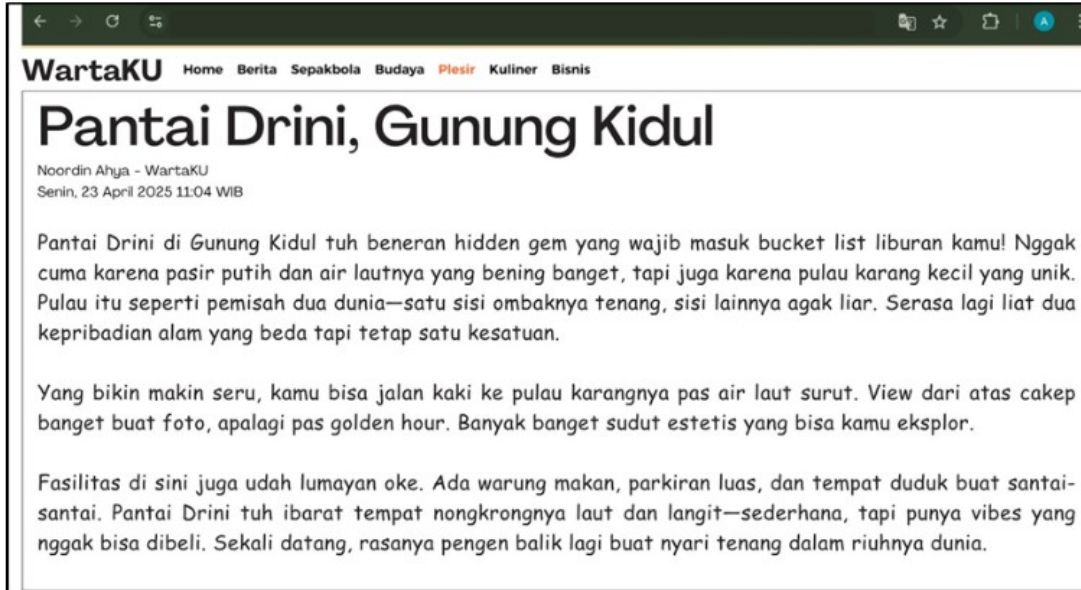 A
WartaKU Home Berita Sepakbola Budaya Plesir Kuliner Bisnis
Pantai Drini, Gunung Kidul
Noordin Ahya - WartaKU
Senin, 23 April 2025 11:04 WIB
Pantai Drini di Gunung Kidul tuh beneran hidden gem yang wajib masuk bucket list liburan kamu! Nggak
cuma karena pasir putih dan air lautnya yang bening banget, tapi juga karena pulau karang kecil yang unik.
Pulau itu seperti pemisah dua dunia—satu sisi ombaknya tenang, sisi lainnya agak liar. Serasa lagi liat dua
kepribadian alam yang beda tapi tetap satu kesatuan.
Yang bikin makin seru, kamu bisa jalan kaki ke pulau karangnya pas air laut surut. View dari atas cakep
banget buat foto, apalagi pas golden hour. Banyak banget sudut estetis yang bisa kamu eksplor.
Fasilitas di sini juga udah lumayan oke. Ada warung makan, parkiran luas, dan tempat duduk buat santai-
santai. Pantai Drini tuh ibarat tempat nongkrongnya laut dan langit—sederhana, tapi punya vibes yang
nggak bisa dibeli. Sekali datang, rasanya pengen balik lagi buat nyari tenang dalam riuhnya dunia.